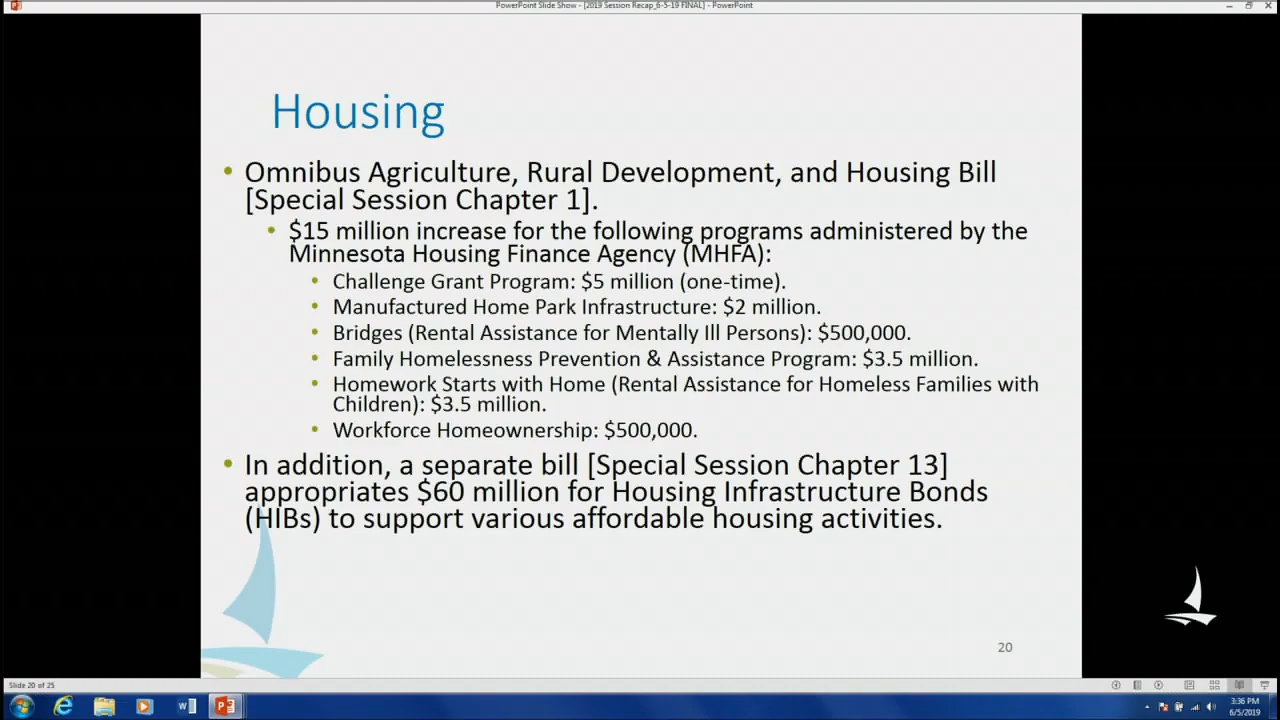 PowerPoint Slide Show - [2019 Session Recap_6-5-19 FINAL] - PowerPoint
Housing
• Omnibus Agriculture, Rural Development, and Housing Bill
[Special Session Chapter 1].
• $15 million increase for the following programs administered by the
Minnesota Housing Finance Agency (MHFA):
• Challenge Grant Program: $5 million (one-time).
• Manufactured Home Park Infrastructure: $2 million.
• Bridges (Rental Assistance for Mentally Ill Persons): $500,000.
• Family Homelessness Prevention & Assistance Program: $3.5 million.
• Homework Starts with Home (Rental Assistance for Homeless Families with
Children): $3.5 million.
• Workforce Homeownership: $500,000.
• In addition, a separate bill [Special Session Chapter 13]
appropriates $60 million for Housing Infrastructure Bonds
(HIBs) to support various affordable housing activities.
20
Slide 20 of 25
3:36 PM
6/5/2019